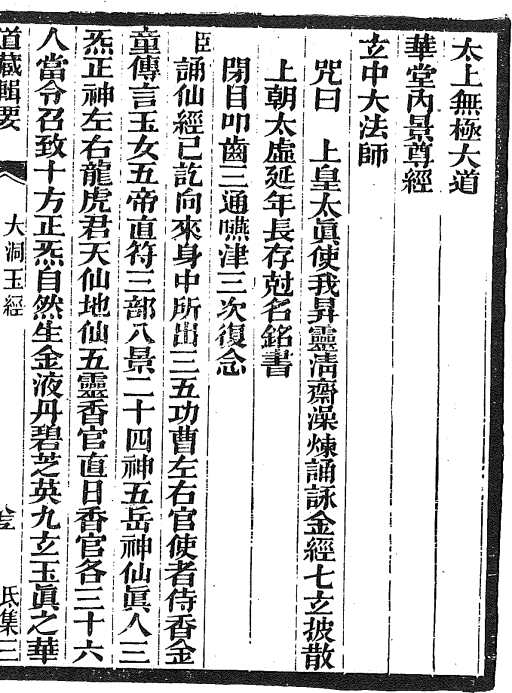 太上無極大道
華堂內景尊經
玄中大法師
咒曰　上皇太眞使我昇靈淸齋澡煉誦詠金經七玄披散
上朝太虛延年長存尅名銘書
閉目叩齒三通嚥津三次復念
臣誦仙經已訖向來身中所出三五功曹左右官使者侍香金
童傳言玉女五帝直符三部八景二十四神五岳神仙眞人三
炁正神左右龍虎君天仙地仙五靈香官直日香官各三十六
人當令召致十方正炁自然生金液丹碧芝英九玄玉眞之華
道藏輯要
大洞玉經
氐集三